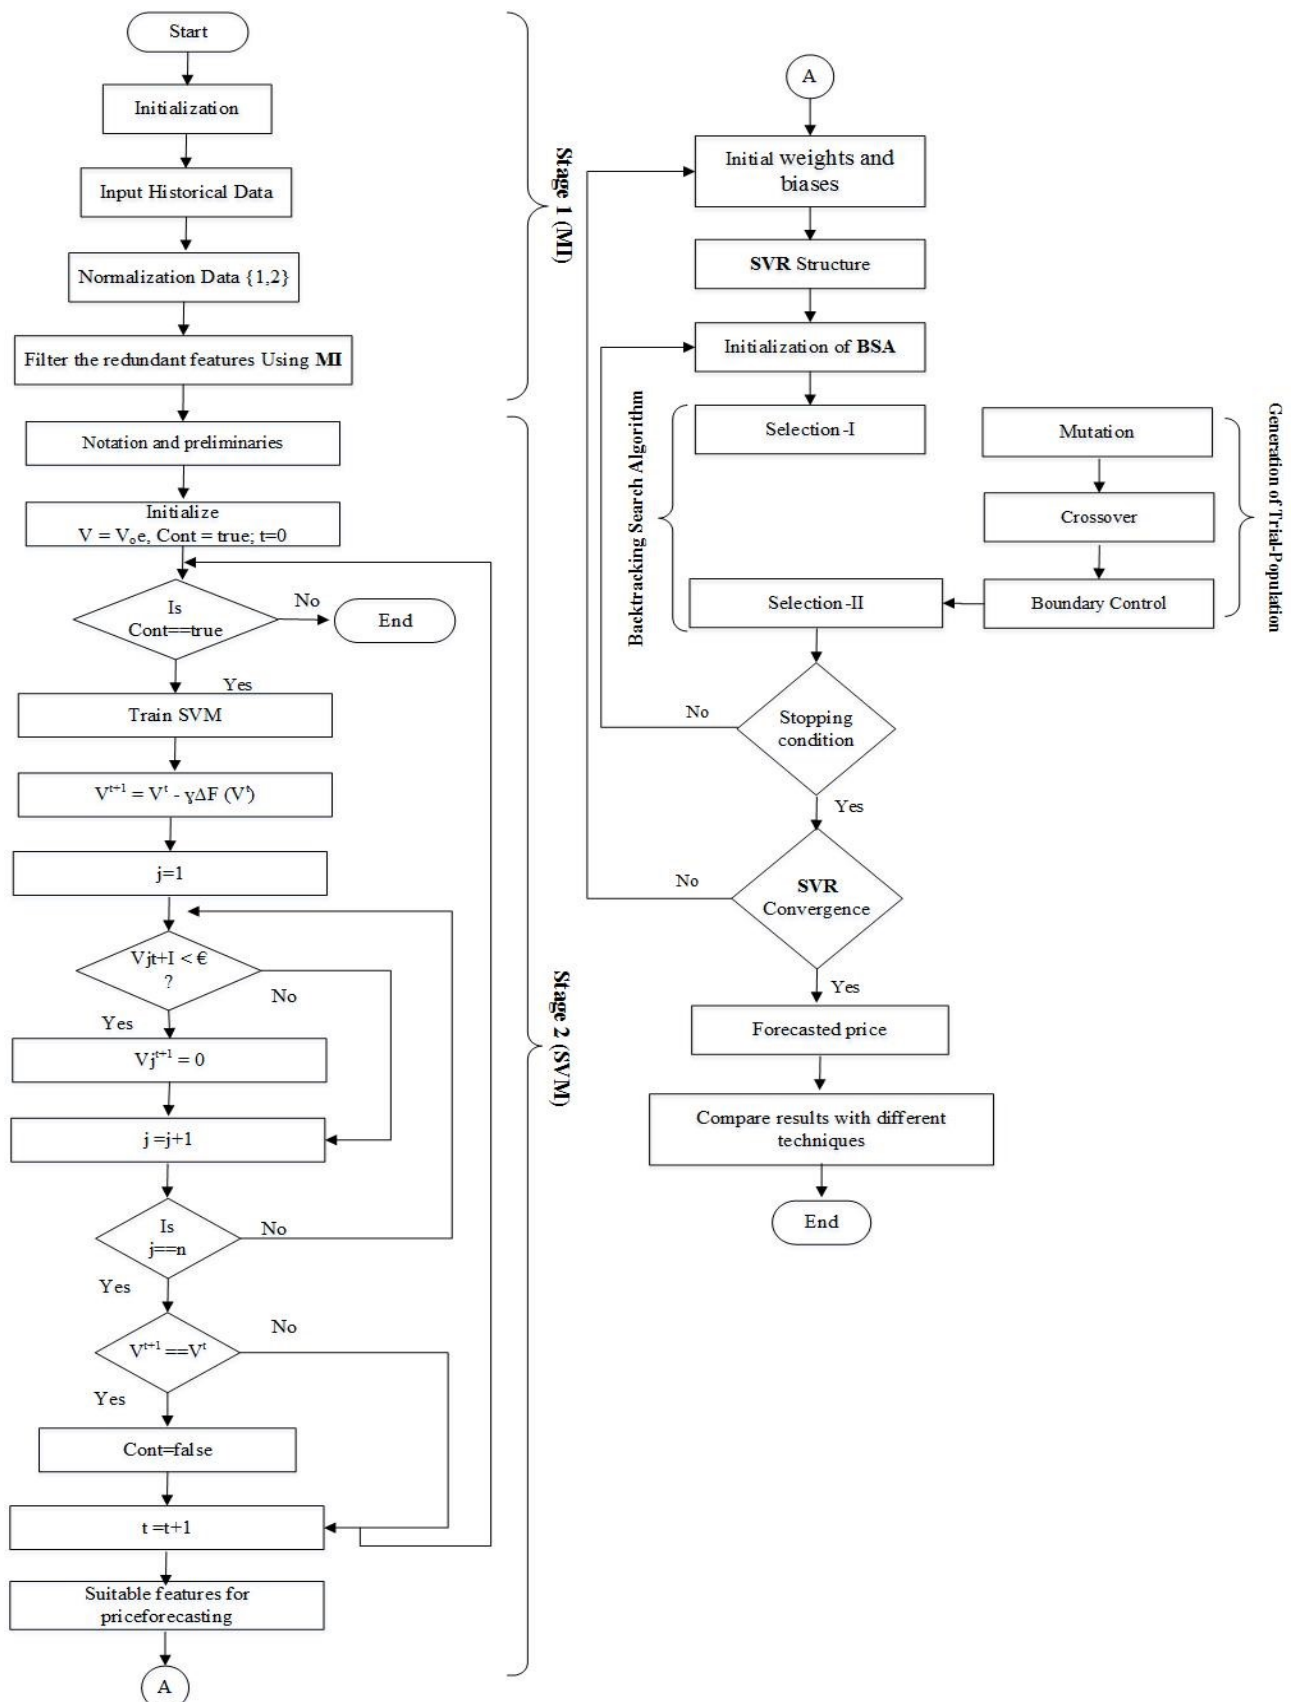 Start
Initialization
Input Historical Data
Normalization Data {1,2}
Filter the redundant features Using MI
Stage 1 (MI)
Notation and preliminaries
Initialize
V = Vₒe, Cont = true; t=0
Is
Cont==true
No
End
Yes
Train SVM
Vᵗ⁺¹ = Vᵗ - γΔF (Vᵗ)
j=1
Vjt+I < €
?
No
Yes
Vjᵗ⁺¹ = 0
j =j+1
Is
j==n
No
Yes
Vᵗ⁺¹ ==Vᵗ
No
Yes
Cont=false
t =t+1
Suitable features for
priceforecasting
A
Stage 2 (SVM)
A
Initial weights and
biases
SVR Structure
Initialization of BSA
Backtracking Search Algorithm
Selection-I
Mutation
Crossover
Boundary Control
Generation of Trial-Population
Selection-II
Stopping
condition
No
Yes
SVR
Convergence
No
Yes
Forecasted price
Compare results with different
techniques
End